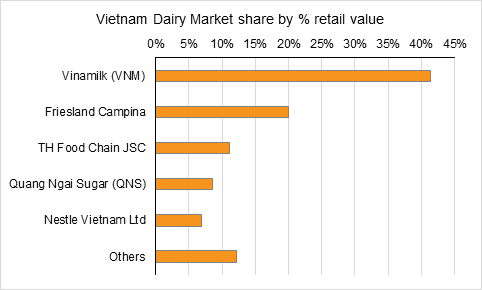 Vietnam Dairy Market share by % retail value
0% 5% 10% 15% 20% 25% 30% 35% 40% 45%
Vinamilk (VNM)
Friesland Campina
TH Food Chain JSC
Quang Ngai Sugar (QNS)
Nestle Vietnam Ltd
Others